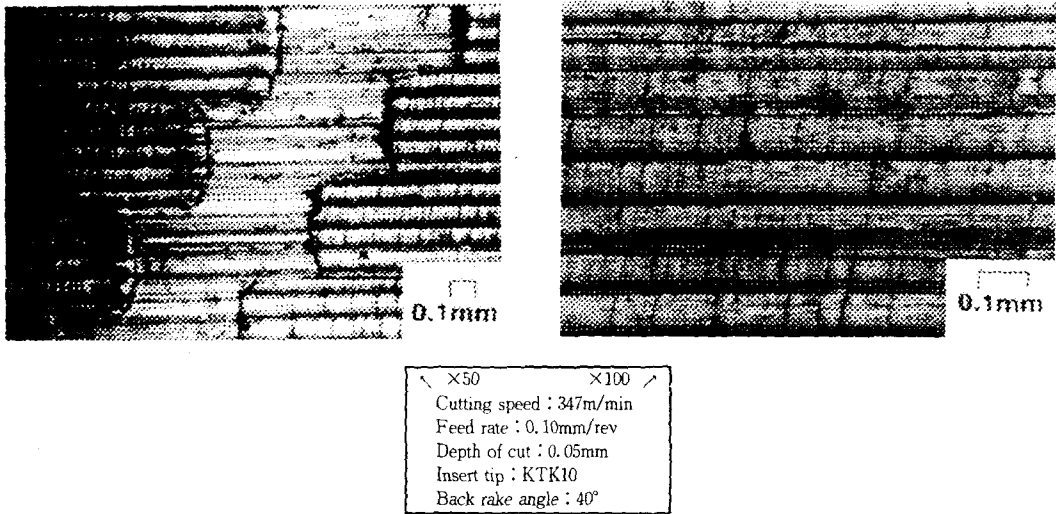 0.1mm
0.1mm
↖ ×50 ×100 ↗
Cutting speed : 347m/min
Feed rate : 0.10mm/rev
Depth of cut : 0.05mm
Insert tip : KTK10
Back rake angle : 40°